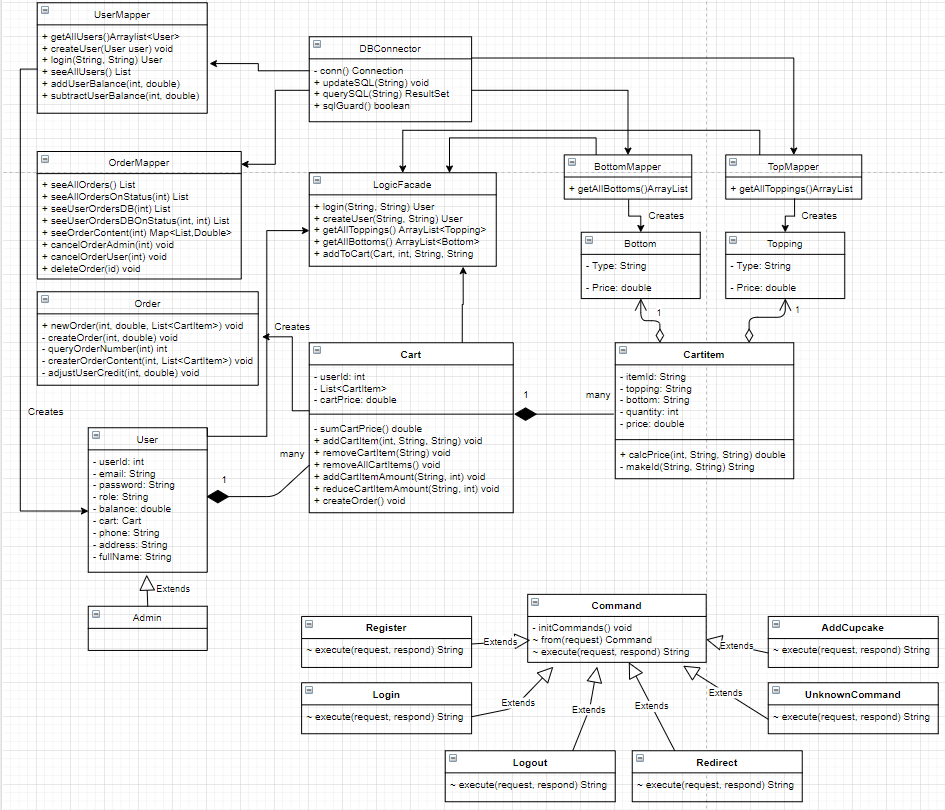 UserMapper
+ getAllUsers()Arraylist<User>
+ createUser(User user) void
+ login(String, String) User
+ seeAllUsers() List
+ addUserBalance(int, double)
+ subtractUserBalance(int, double)
DBConnector
- conn() Connection
+ updateSQL(String) void
+ querySQL(String) ResultSet
+ sqlGuard() boolean
OrderMapper
+ seeAllOrders() List
+ seeAllOrdersOnStatus(int) List
+ seeUserOrdersDB(int) List
+ seeUserOrdersDBOnStatus(int, int) List
+ seeOrderContent(int) Map<List,Double>
+ cancelOrderAdmin(int) void
+ cancelOrderUser(int) void
+ deleteOrder(id) void
LogicFacade
+ login(String, String) User
+ createUser(String, String) User
+ getAllToppings() ArrayList<Topping>
+ getAllBottoms() ArrayList<Bottom>
+ addToCart(Cart, int, String, String
BottomMapper
+ getAllBottoms()ArrayList
TopMapper
+ getAllToppings()ArrayList
Creates
Creates
Bottom
- Type: String
- Price: double
Topping
- Type: String
- Price: double
1
1
Order
+ newOrder(int, double, List<CartItem>) void
- createOrder(int, double) void
- queryOrderNumber(int) int
- createrOrderContent(int, List<CartItem>) void
- adjustUserCredit(int, double) void
Creates
Cart
- userId: int
- List<CartItem>
- cartPrice: double
- sumCartPrice() double
+ addCartItem(int, String, String) void
+ removeCartItem(String) void
+ removeAllCartItems() void
+ addCartItemAmount(String, int) void
+ reduceCartItemAmount(String, int) void
+ createOrder() void
1
many
Cartitem
- itemId: String
- topping: String
- bottom: String
- quantity: int
- price: double
+ calcPrice(int, String, String) double
- makeId(String, String) String
Creates
User
- userId: int
- email: String
- password: String
- role: String
- balance: double
- cart: Cart
- phone: String
- address: String
- fullName: String
1
many
Extends
Admin
Command
- initCommands() void
~ from(request) Command
~ execute(request, respond) String
Register
~ execute(request, respond) String
Extends
AddCupcake
~ execute(request, respond) String
Extends
Login
~ execute(request, respond) String
Extends
Extends
Extends
Extends
UnknownCommand
~ execute(request, respond) String
Logout
~ execute(request, respond) String
Redirect
~ execute(request, respond) String